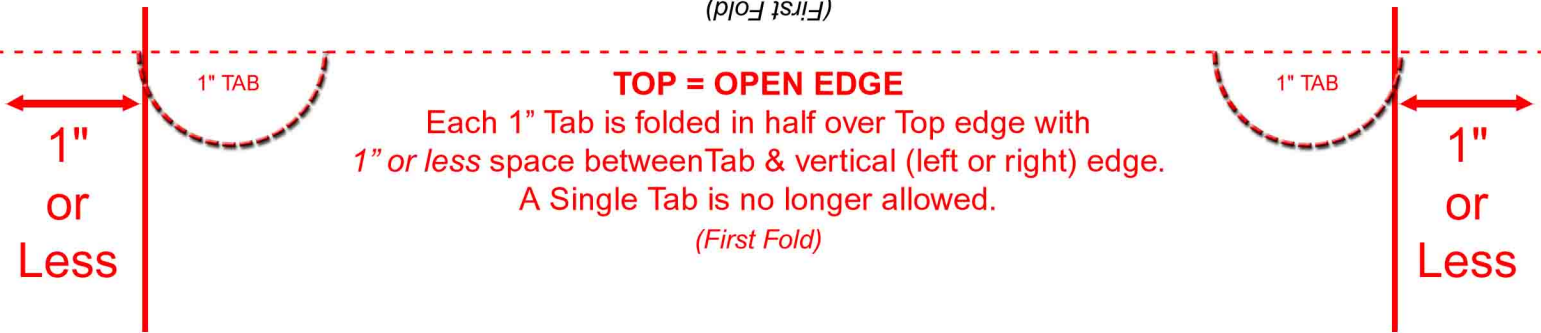 (First Fold)
1" TAB
TOP = OPEN EDGE
1" TAB
Each 1” Tab is folded in half over Top edge with
1” or less space betweenTab & vertical (left or right) edge.
A Single Tab is no longer allowed.
(First Fold)
1"
or
Less
1"
or
Less